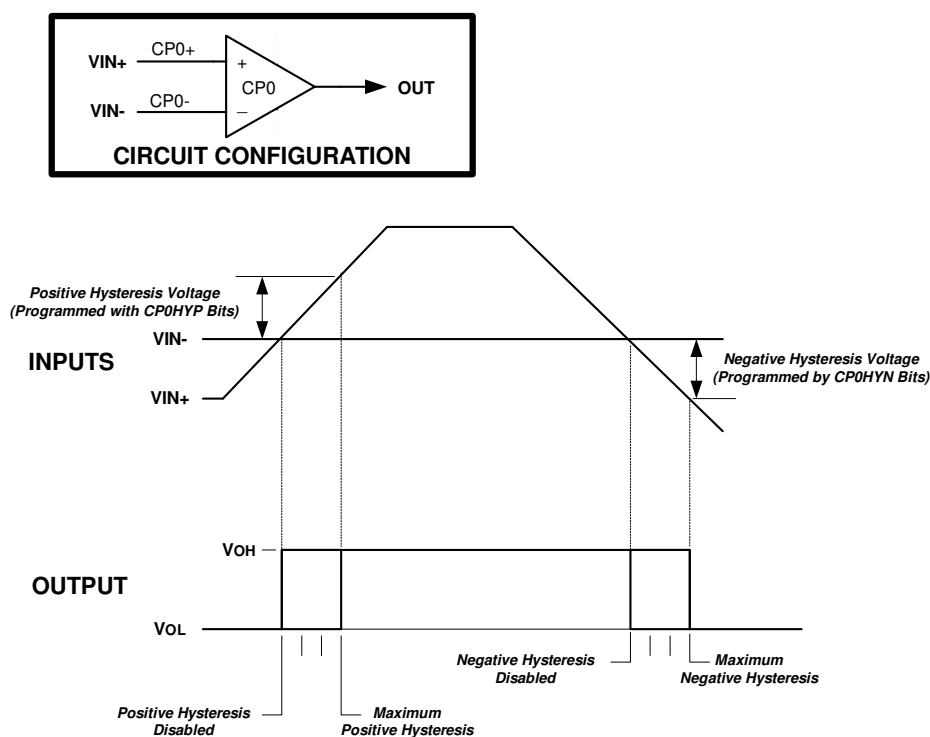 CP0+
VIN+
+
CP0
OUT
VIN-
CP0-
−
CIRCUIT CONFIGURATION
Positive Hysteresis Voltage
(Programmed with CP0HYP Bits)
VIN-
INPUTS
Negative Hysteresis Voltage
(Programmed by CP0HYN Bits)
VIN+
VOH
OUTPUT
VOL
Negative Hysteresis
Disabled
Maximum
Negative Hysteresis
Positive Hysteresis
Disabled
Maximum
Positive Hysteresis